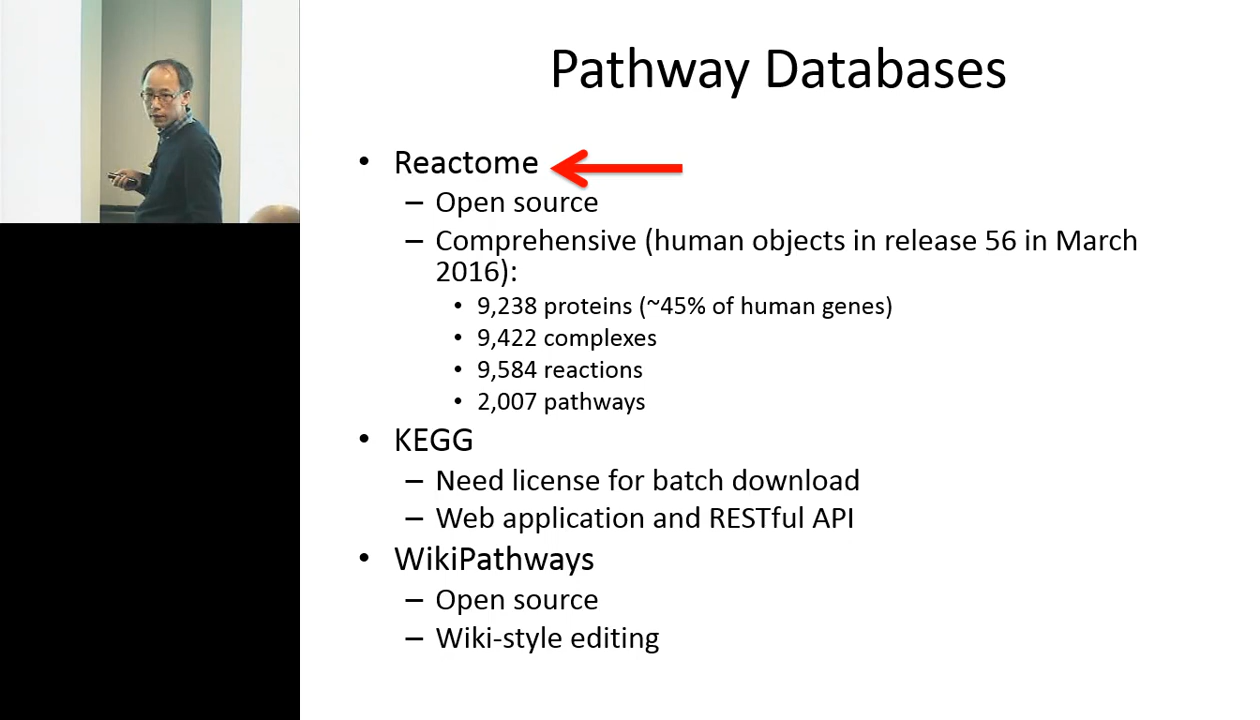 Pathway Databases
• Reactome
– Open source
– Comprehensive (human objects in release 56 in March
2016):
• 9,238 proteins (~45% of human genes)
• 9,422 complexes
• 9,584 reactions
• 2,007 pathways
• KEGG
– Need license for batch download
– Web application and RESTful API
• WikiPathways
– Open source
– Wiki-style editing